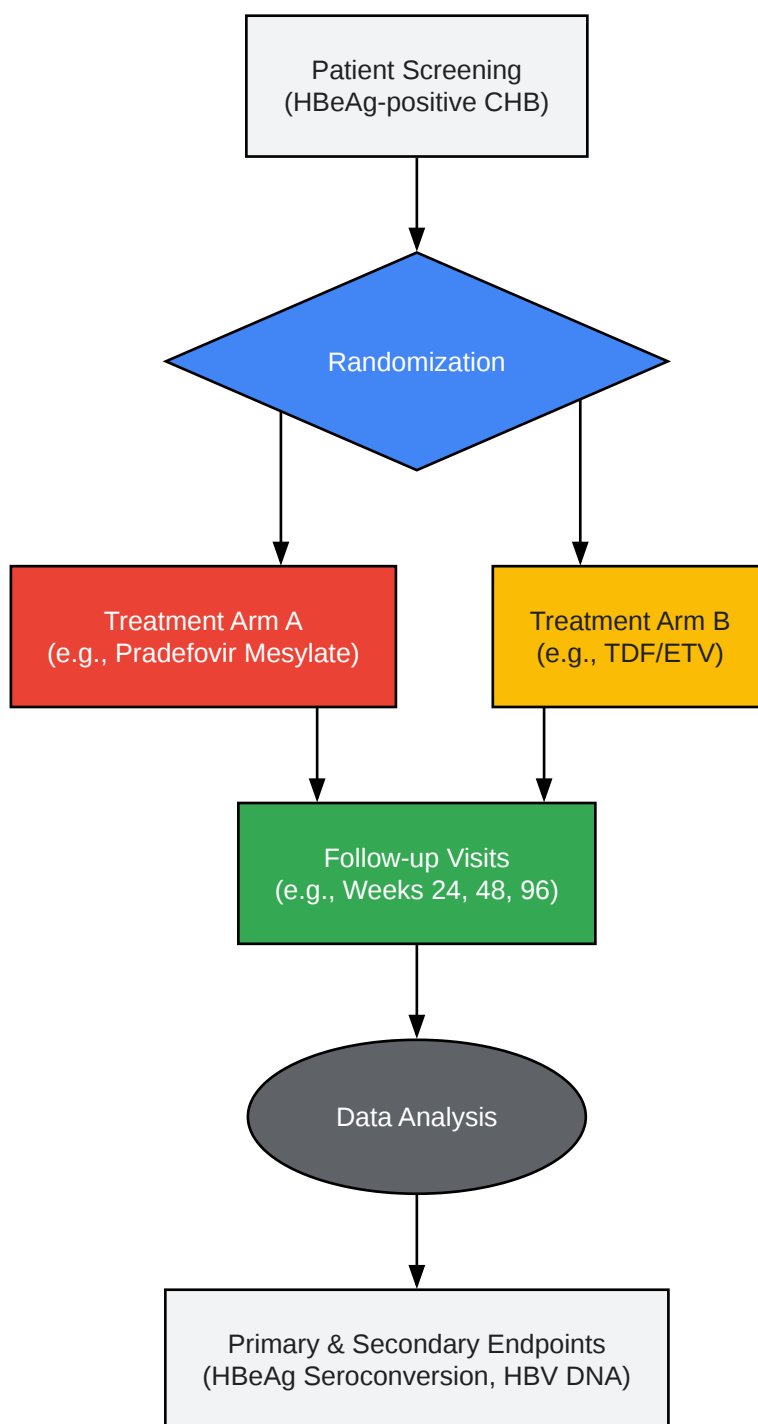 Patient Screening
(HBeAg-positive CHB)
Randomization
Treatment Arm A
(e.g., Pradefovir Mesylate)
Treatment Arm B
(e.g., TDF/ETV)
Follow-up Visits
(e.g., Weeks 24, 48, 96)
Data Analysis
Primary & Secondary Endpoints
(HBeAg Seroconversion, HBV DNA)